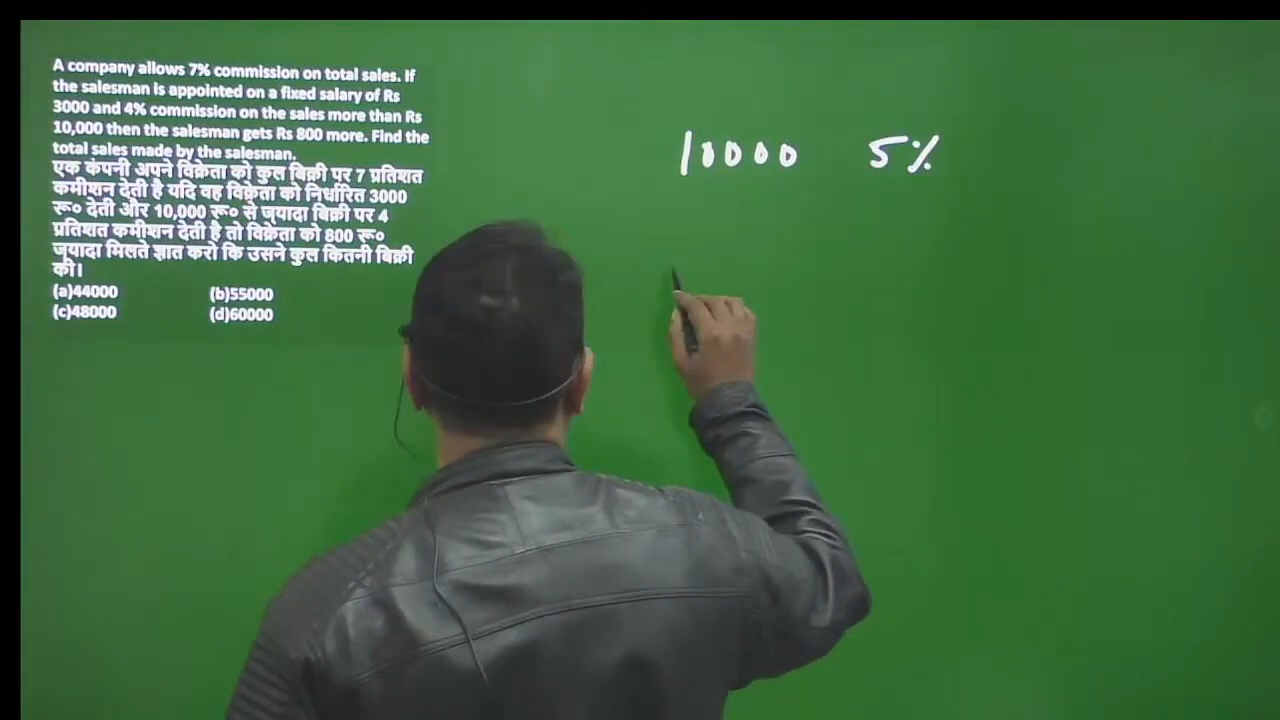 A company allows 7% commission on total sales. If
the salesman is appointed on a fixed salary of Rs
3000 and 4% commission on the sales more than Rs
10,000 then the salesman gets Rs 800 more. Find the
total sales made by the salesman.
एक कंपनी अपने विक्रेता को कुल बिक्री पर 7 प्रतिशत
कमीशन देती है यदि वह विक्रेता को निर्धारित 3000
रू० देती और 10,000 रू० से ज़्यादा बिक्री पर 4
प्रतिशत कमीशन देती है तो विक्रेता को 800 रू०
ज़्यादा मिलते ज्ञात करो कि उसने कुल कितनी बिक्री
की।
(a)44000 (b)55000
(c)48000 (d)60000
10000 5%